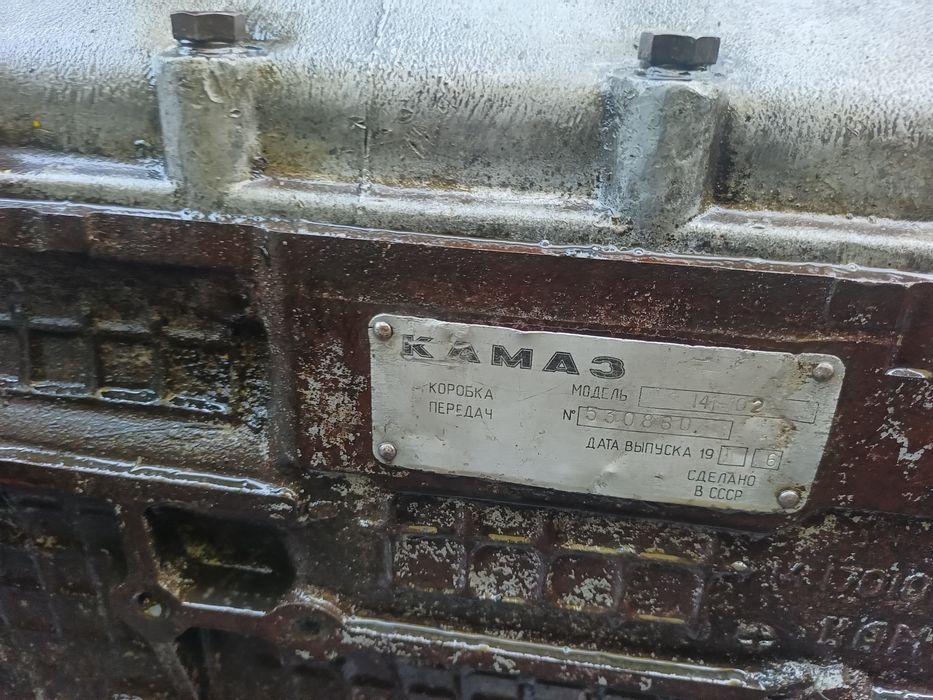 КАМАЗ
КОРОБКА ПЕРЕДАЧ
МОДЕЛЬ
№ 530860.
ДАТА ВЫПУСКА 19 6
СДЕЛАНО
В СССР